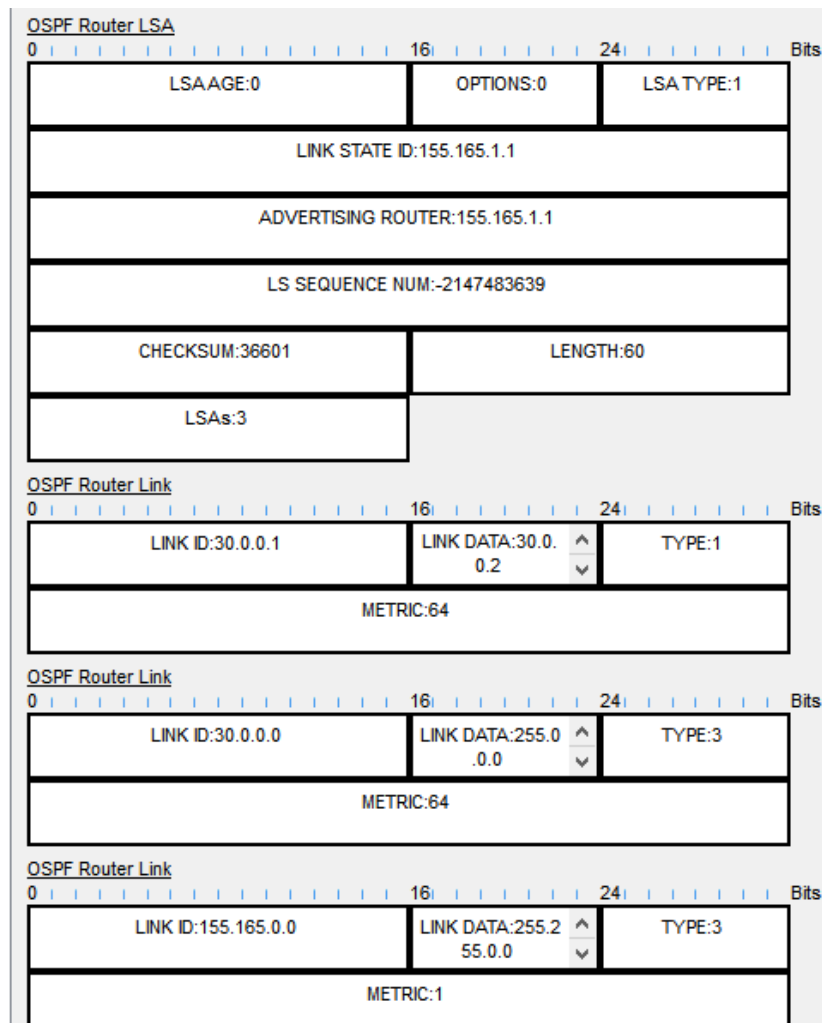 OSPF Router LSA
0 16 24 Bits
LSA AGE:0 OPTIONS:0 LSA TYPE:1
LINK STATE ID:155.165.1.1
ADVERTISING ROUTER:155.165.1.1
LS SEQUENCE NUM:-2147483639
CHECKSUM:36601 LENGTH:60
LSAs:3
OSPF Router Link
0 16 24 Bits
LINK ID:30.0.0.1 LINK DATA:30.0. TYPE:1
0.2
METRIC:64
OSPF Router Link
0 16 24 Bits
LINK ID:30.0.0.0 LINK DATA:255.0 TYPE:3
.0.0
METRIC:64
OSPF Router Link
0 16 24 Bits
LINK ID:155.165.0.0 LINK DATA:255.2 TYPE:3
55.0.0
METRIC:1